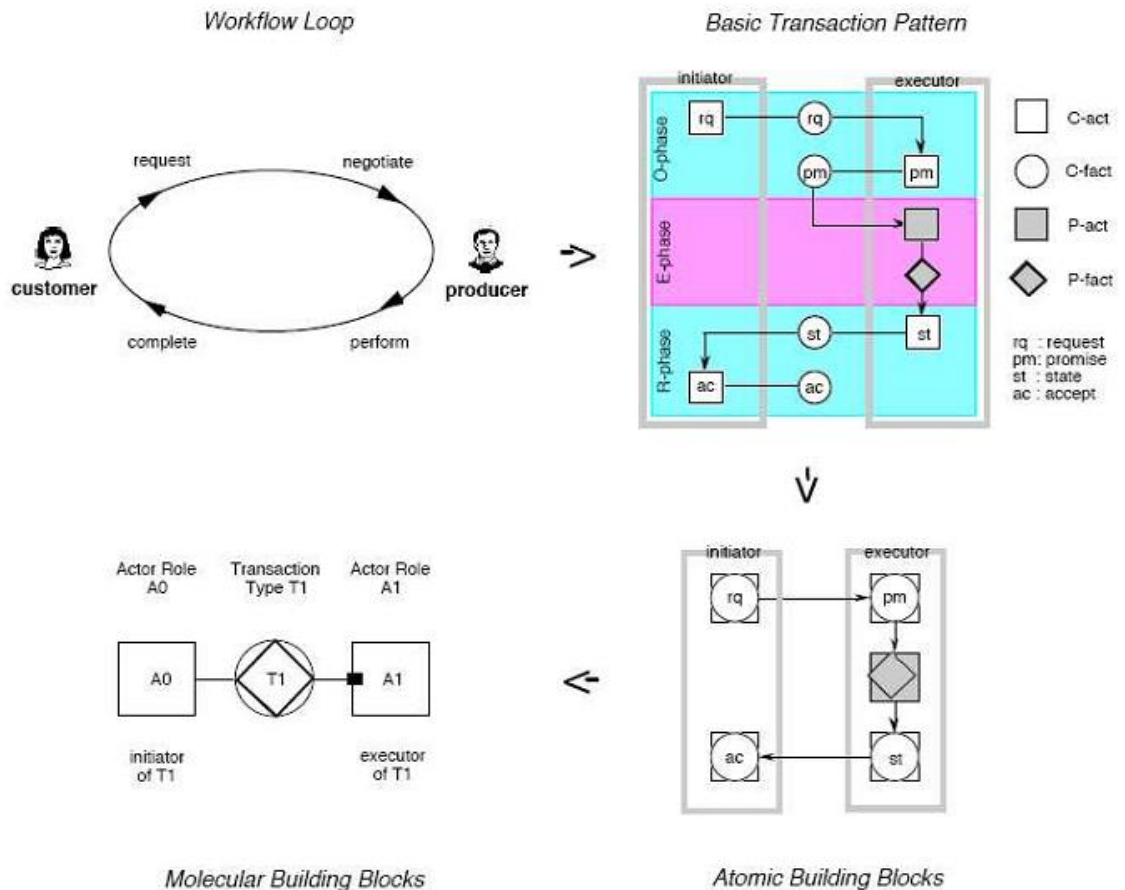 Workflow Loop
request
negotiate
customer
producer
complete
perform
Basic Transaction Pattern
initiator
executor
O-phase
rq
rq
pm
pm
E-phase
R-phase
st
st
ac
ac
C-act
C-fact
P-act
P-fact
rq : request
pm: promise
st : state
ac : accept
Actor Role
A0
Transaction
Type T1
Actor Role
A1
A0
T1
A1
initiator
of T1
executor
of T1
Molecular Building Blocks
initiator
executor
rq
pm
ac
st
Atomic Building Blocks